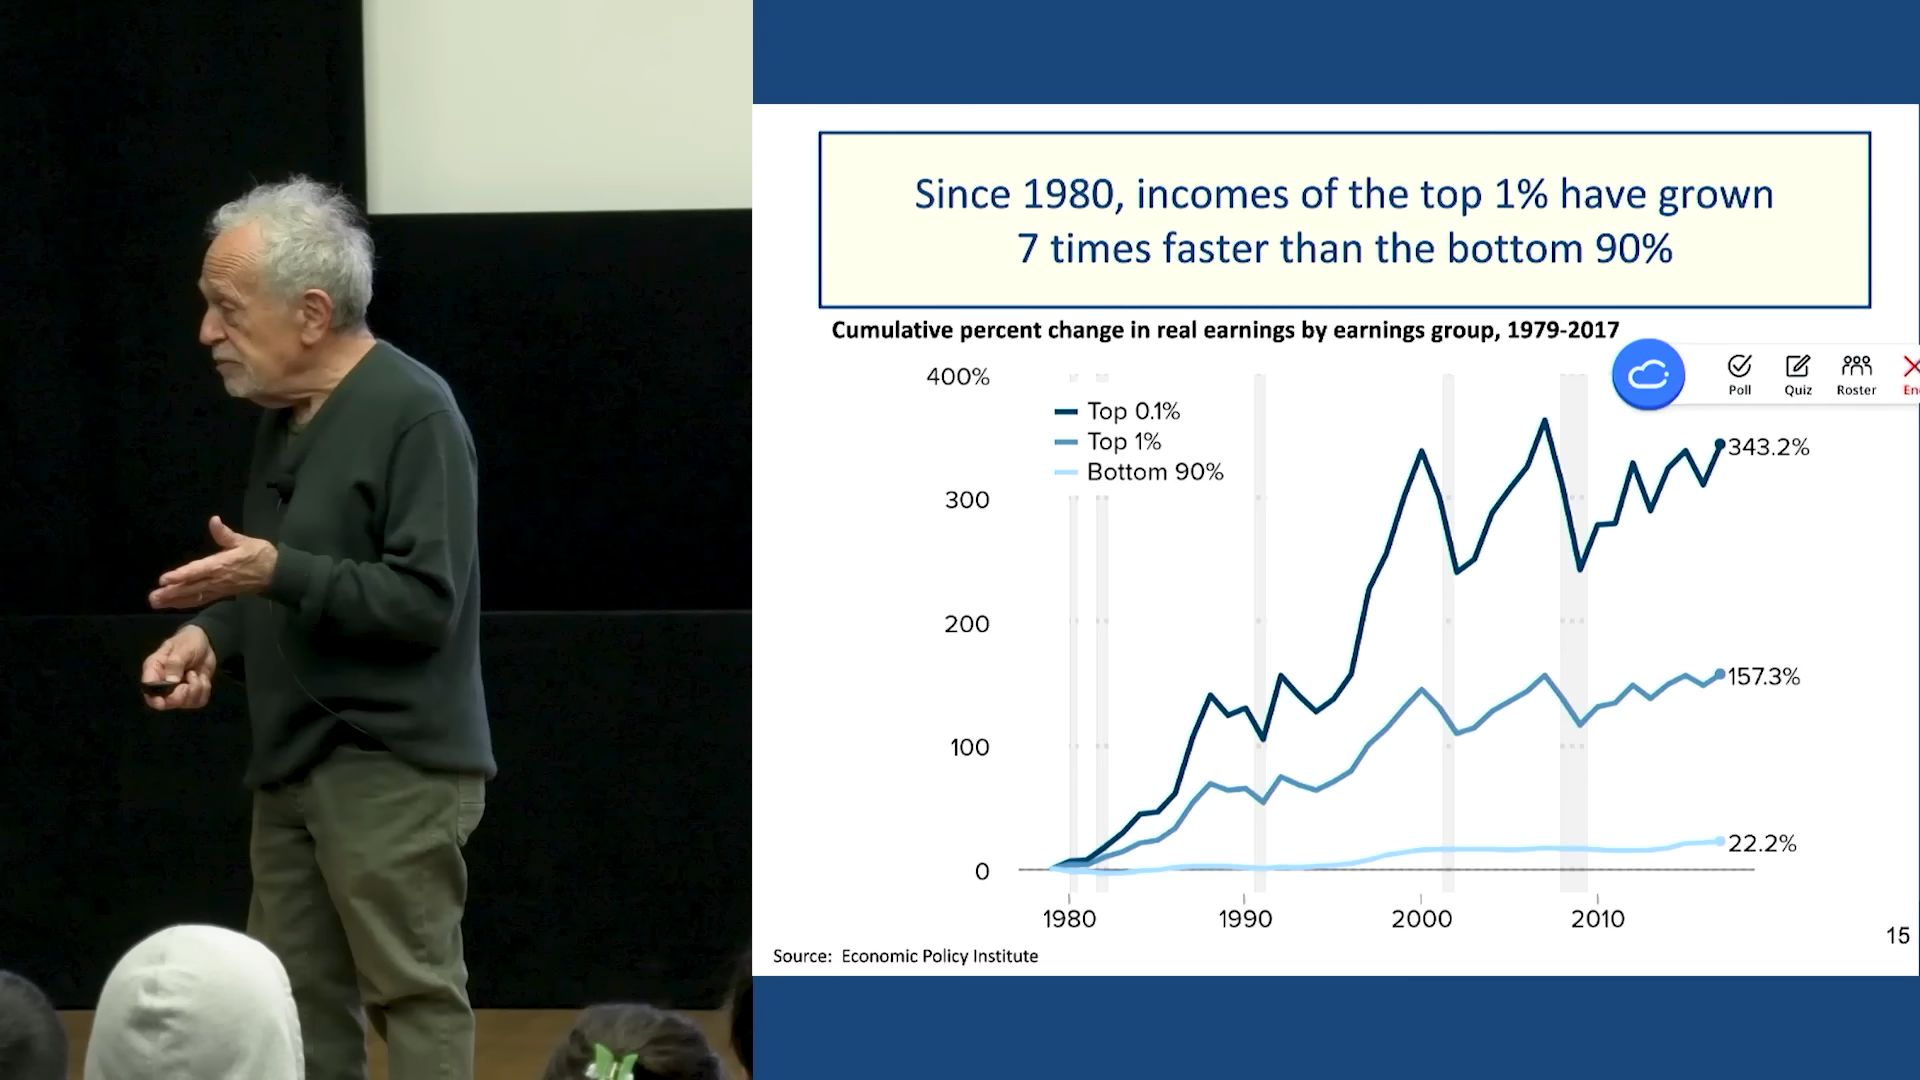 Since 1980, incomes of the top 1% have grown
7 times faster than the bottom 90%
Cumulative percent change in real earnings by earnings group, 1979-2017
Poll
Quiz
Roster
400%
Top 0.1%
Top 1%
Bottom 90%
343.2%
300
200
157.3%
100
22.2%
0
1980
1990
2000
2010
15
Source: Economic Policy Institute